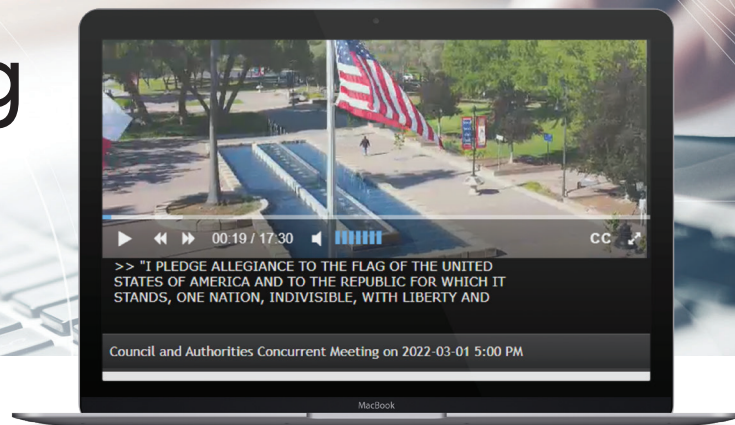 g
00:19 / 17:30
CC
>> "I PLEDGE ALLEGIANCE TO THE FLAG OF THE UNITED
STATES OF AMERICA AND TO THE REPUBLIC FOR WHICH IT
STANDS, ONE NATION, INDIVISIBLE, WITH LIBERTY AND
Council and Authorities Concurrent Meeting on 2022-03-01 5:00 PM
MacBook